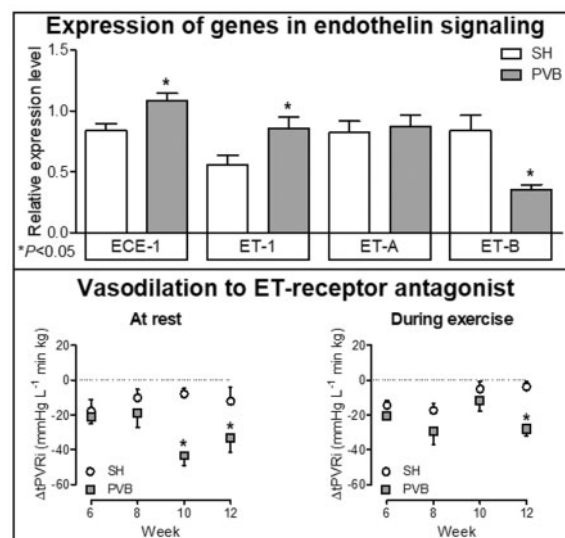 Expression of genes in endothelin signaling
Relative expression level
1.5
1.0
0.5
0.0
SH
PVB
*
*
*
*P<0.05
ECE-1
ET-1
ET-A
ET-B
Vasodilation to ET-receptor antagonist
At rest
ΔtPVRi (mmHg L⁻¹ min kg)
20
0
-20
-40
-60
*
*
SH
PVB
6 8 10 12
Week
During exercise
ΔtPVRi (mmHg L⁻¹ min kg)
20
0
-20
-40
-60
*
SH
PVB
6 8 10 12
Week